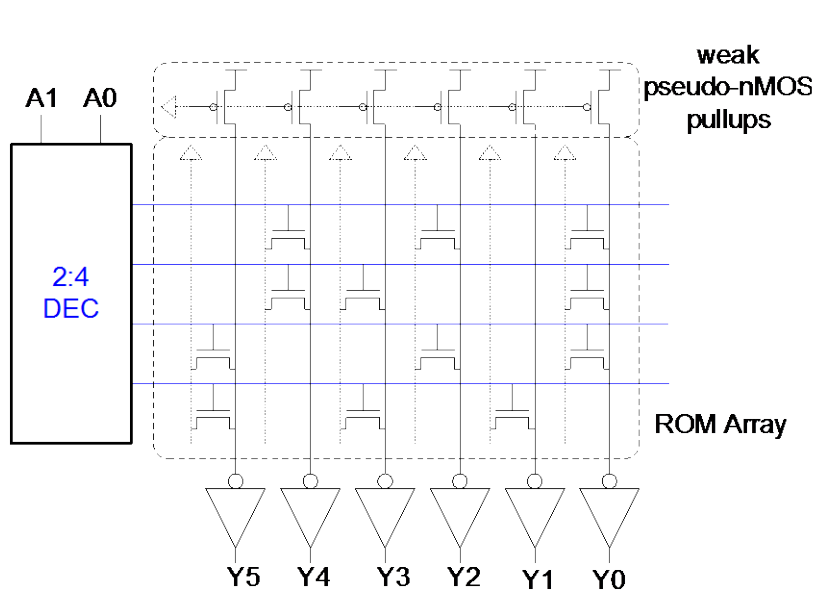 weak
pseudo-nMOS
pullups
A1 A0
2:4
DEC
ROM Array
Y5 Y4 Y3 Y2 Y1 Y0